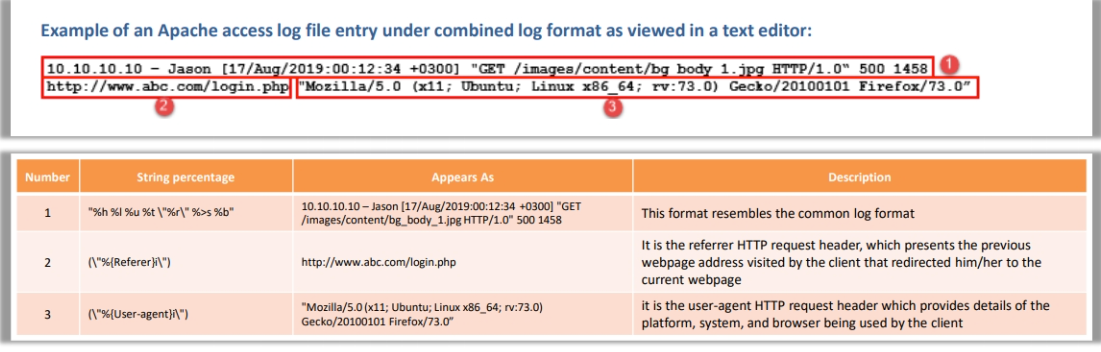 Example of an Apache access log file entry under combined log format as viewed in a text editor:
10.10.10.10 – Jason [17/Aug/2019:00:12:34 +0300] "GET /images/content/bg body 1.jpg HTTP/1.0" 500 1458
1
http://www.abc.com/login.php "Mozilla/5.0 (x11; Ubuntu; Linux x86_64; rv:73.0) Gecko/20100101 Firefox/73.0"
2 3
Number String percentage Appears As Description
1 "%h %l %u %t \"%r\" %>s %b" 10.10.10.10 – Jason [17/Aug/2019:00:12:34 +0300] "GET
/images/content/bg_body_1.jpg HTTP/1.0" 500 1458
This format resembles the common log format
2 (\"%{Referer}i\") http://www.abc.com/login.php
It is the referrer HTTP request header, which presents the previous
webpage address visited by the client that redirected him/her to the
current webpage
3 (\"%{User-agent}i\") "Mozilla/5.0 (x11; Ubuntu; Linux x86_64; rv:73.0)
Gecko/20100101 Firefox/73.0"
it is the user-agent HTTP request header which provides details of the
platform, system, and browser being used by the client